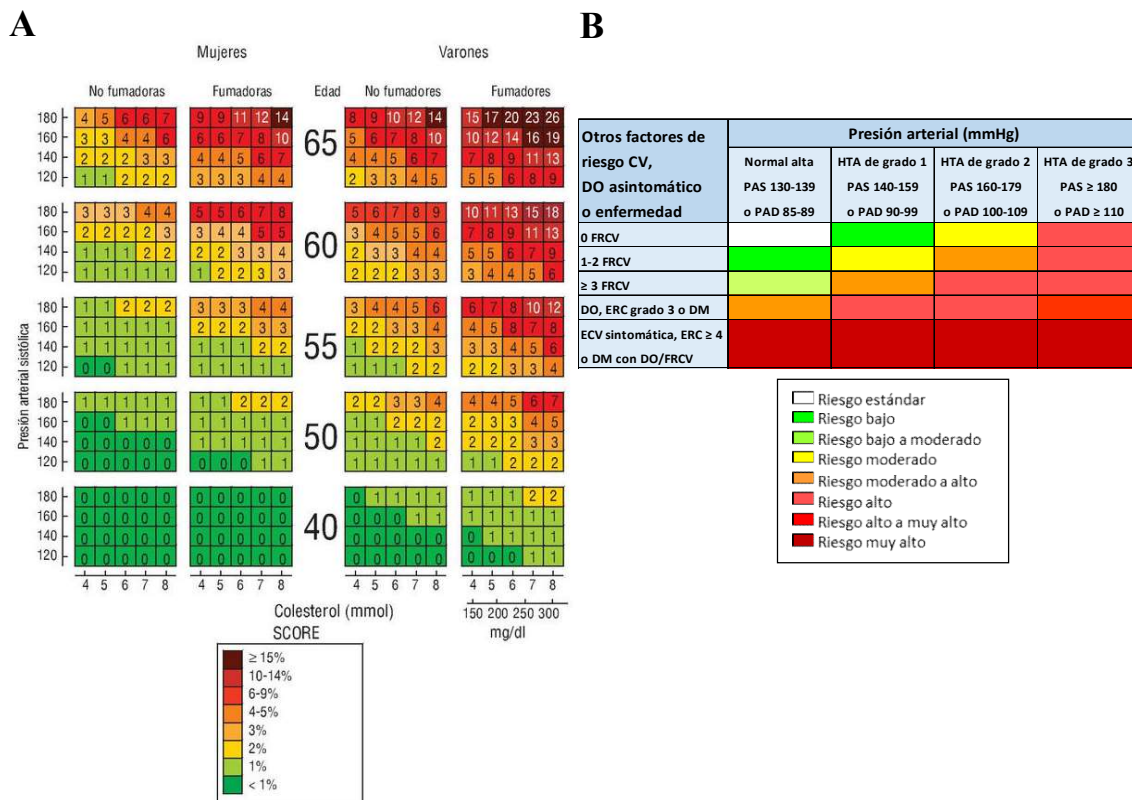 A
Mujeres Varones
No fumadoras Fumadoras Edad No fumadores Fumadores
Presión arterial sistólica
180 4 5 6 6 7 9 9 11 12 14 8 9 10 12 14 15 17 20 23 26
160 3 3 4 4 6 6 6 7 8 10 5 6 7 8 10 10 12 14 16 19
65
140 2 2 2 3 3 4 4 5 6 7 4 4 5 6 7 7 8 9 11 13
120 1 1 2 2 2 3 3 3 4 4 2 3 3 4 5 5 5 6 8 9
180 3 3 3 4 4 5 5 6 7 8 5 6 7 8 9 10 11 13 15 18
160 2 2 2 2 3 3 4 4 5 5 3 4 5 5 6 7 8 9 11 13
60
140 1 1 1 2 2 2 2 3 3 4 2 3 3 4 4 5 5 6 7 9
120 1 1 1 1 1 1 2 2 3 3 2 2 2 3 3 3 4 4 5 6
180 1 1 2 2 2 3 3 3 4 4 3 4 4 5 6 6 7 8 10 12
160 1 1 1 1 1 2 2 2 3 3 2 2 3 3 4 4 5 8 7 8
55
140 1 1 1 1 1 1 1 1 2 2 1 2 2 2 3 3 3 4 5 6
120 0 0 1 1 1 1 1 1 1 1 1 1 1 2 2 2 2 3 3 4
180 1 1 1 1 1 1 1 2 2 2 2 2 3 3 4 4 4 5 6 7
160 0 0 1 1 1 1 1 1 1 1 1 1 2 2 2 2 3 3 4 5
50
140 0 0 0 0 0 1 1 1 1 1 1 1 1 1 2 2 2 2 3 3
120 0 0 0 0 0 0 0 0 1 1 1 1 1 1 1 1 1 2 2 2
180 0 0 0 0 0 0 0 0 0 0 0 1 1 1 1 1 1 1 2 2
160 0 0 0 0 0 0 0 0 0 0 0 0 0 1 1 1 1 1 1 1
40
140 0 0 0 0 0 0 0 0 0 0 0 0 0 0 0 0 1 1 1 1
120 0 0 0 0 0 0 0 0 0 0 0 0 0 0 0 0 0 0 1 1
4 5 6 7 8 4 5 6 7 8 4 5 6 7 8 4 5 6 7 8
Colesterol (mmol) 150 200 250 300
mg/dl
SCORE
≥ 15%
10-14%
6-9%
4-5%
3%
2%
1%
< 1%
B
Otros factores de riesgo CV, DO asintomático o enfermedad
Presión arterial (mmHg)
Normal alta HTA de grado 1 HTA de grado 2 HTA de grado 3
PAS 130-139 PAS 140-159 PAS 160-179 PAS ≥ 180
o PAD 85-89 o PAD 90-99 o PAD 100-109 o PAD ≥ 110
0 FRCV
1-2 FRCV
≥ 3 FRCV
DO, ERC grado 3 o DM
ECV sintomática, ERC ≥ 4
o DM con DO/FRCV
Riesgo estándar
Riesgo bajo
Riesgo bajo a moderado
Riesgo moderado
Riesgo moderado a alto
Riesgo alto
Riesgo alto a muy alto
Riesgo muy alto